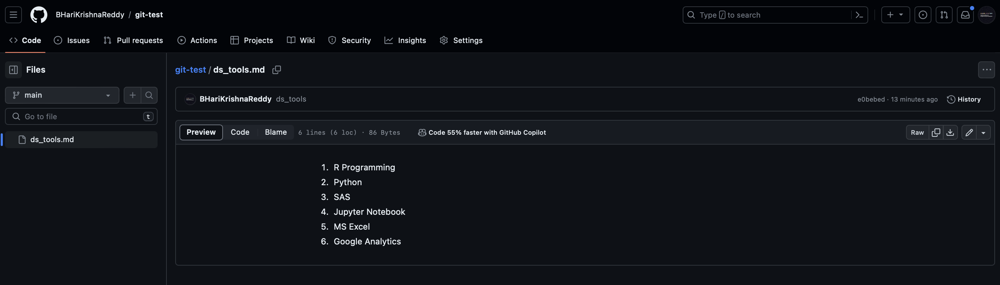 BHariKrishnaReddy / git-test
Type / to search
Code Issues Pull requests Actions Projects Wiki Security Insights Settings
Files
main
Go to file t
ds_tools.md
git-test / ds_tools.md
BHariKrishnaReddy ds_tools e0bebed · 13 minutes ago History
Preview Code Blame 6 lines (6 loc) · 86 Bytes Code 55% faster with GitHub Copilot Raw
1. R Programming
2. Python
3. SAS
4. Jupyter Notebook
5. MS Excel
6. Google Analytics